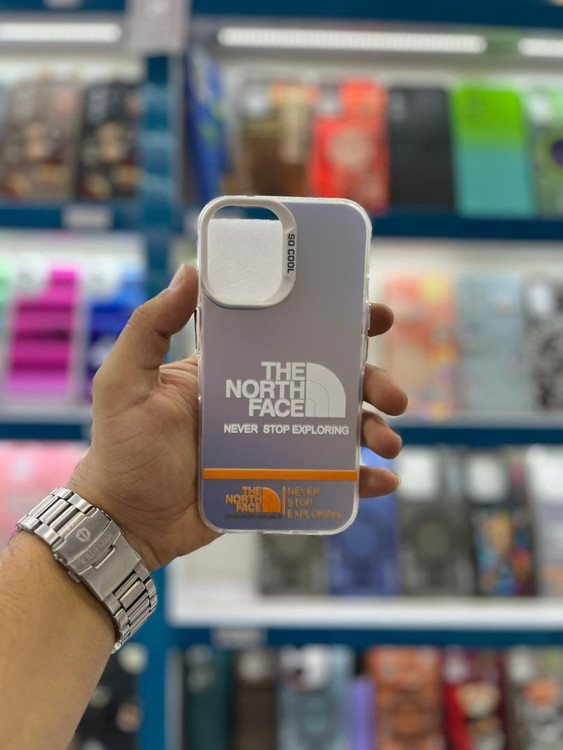 SO COOL
THE
NORTH
FACE
NEVER STOP EXPLORING
THE
NORTH
FACE
NEVER
STOP
EXPLORING